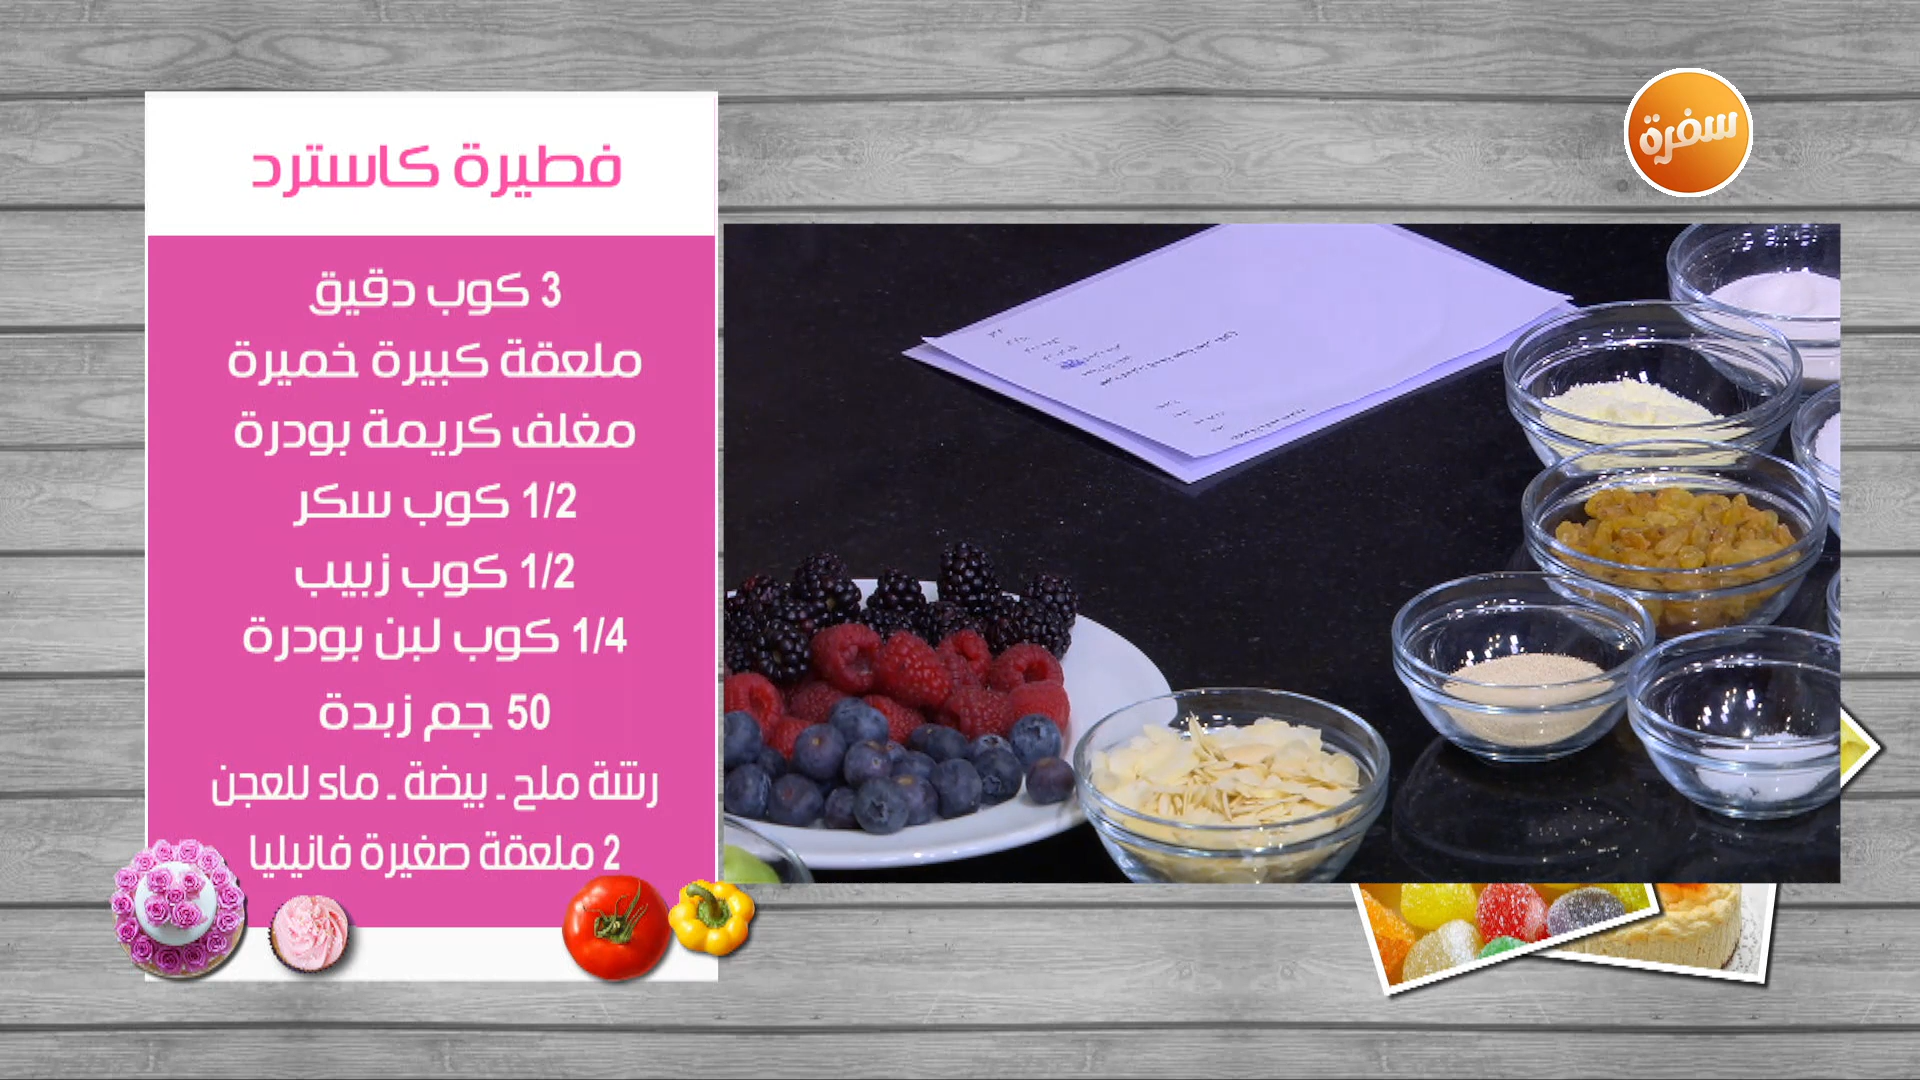 سفرة
فطيرة كاسترد
3 كوب دقيق
ملعقة كبيرة خميرة
مغلف كريمة بودرة
1/2 كوب سكر
1/2 كوب زبيب
1/4 كوب لبن بودرة
50 جم زبدة
رشة ملح - بيضة - ماء للعجن
2 ملعقة صغيرة فانيليا